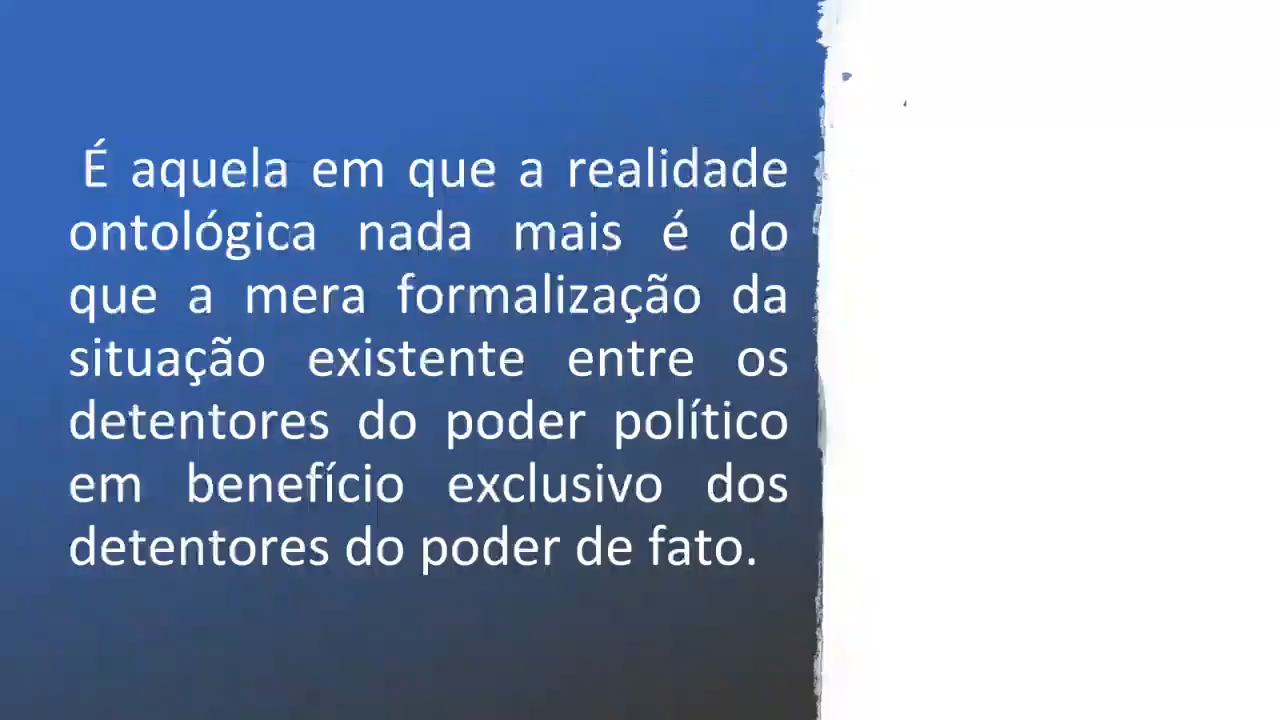 É aquela em que a realidade
ontológica nada mais é do
que a mera formalização da
situação existente entre os
detentores do poder político
em benefício exclusivo dos
detentores do poder de fato.